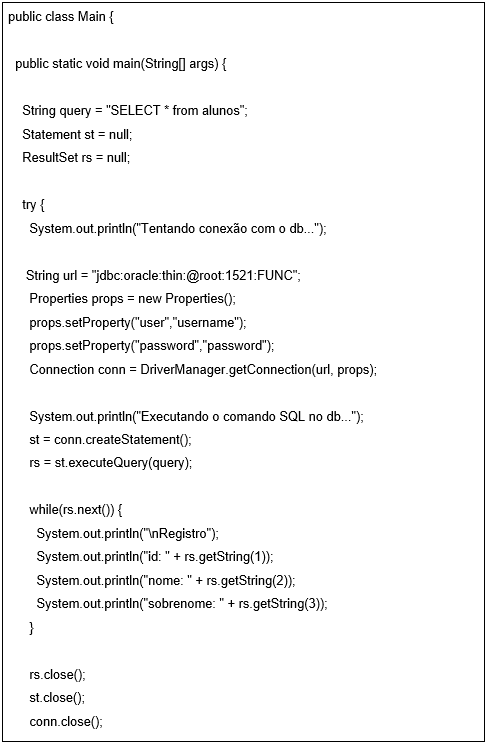 public class Main {
public static void main(String[] args) {
String query = "SELECT * from alunos";
Statement st = null;
ResultSet rs = null;
try {
System.out.println("Tentando conexão com o db...");
String url = "jdbc:oracle:thin:@root:1521:FUNC";
Properties props = new Properties();
props.setProperty("user","username");
props.setProperty("password","password");
Connection conn = DriverManager.getConnection(url, props);
System.out.println("Executando o comando SQL no db...");
st = conn.createStatement();
rs = st.executeQuery(query);
while(rs.next()) {
System.out.println("\nRegistro");
System.out.println("id: " + rs.getString(1));
System.out.println("nome: " + rs.getString(2));
System.out.println("sobrenome: " + rs.getString(3));
}
rs.close();
st.close();
conn.close();